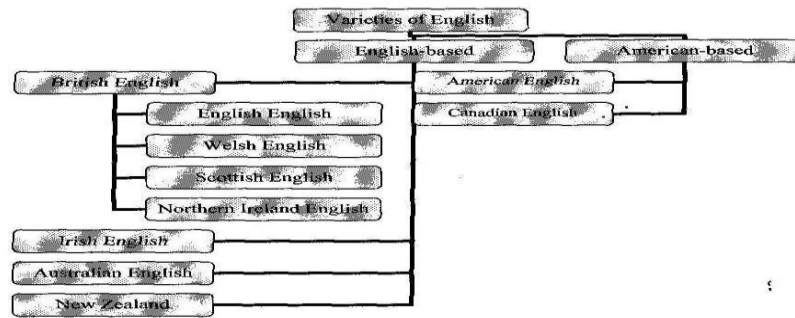 Varieties of English
English-based
American-based
British English
American English
English English
Canadian English
Welsh English
Scottish English
Northern Ireland English
Irish English
Australian English
New Zealand